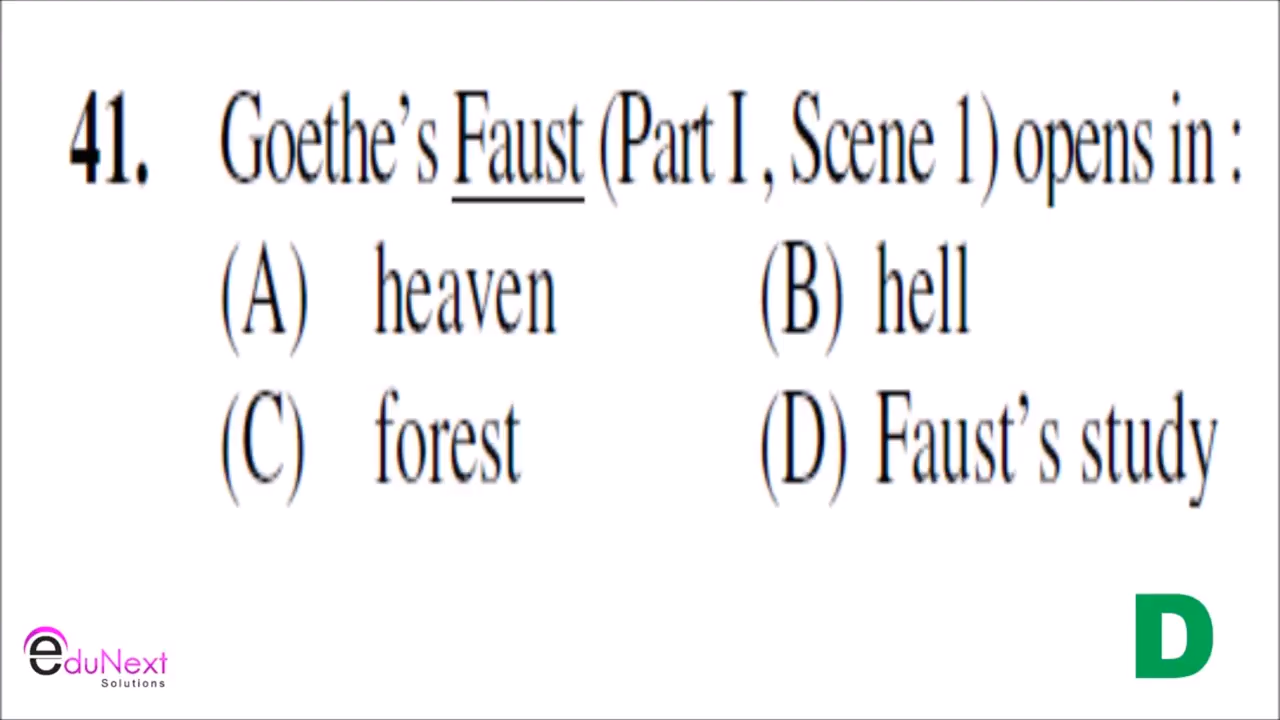 41. Goethe's Faust (Part I , Scene 1) opens in :
(A) heaven (B) hell
(C) forest (D) Faust's study
D
eduNext
Solutions